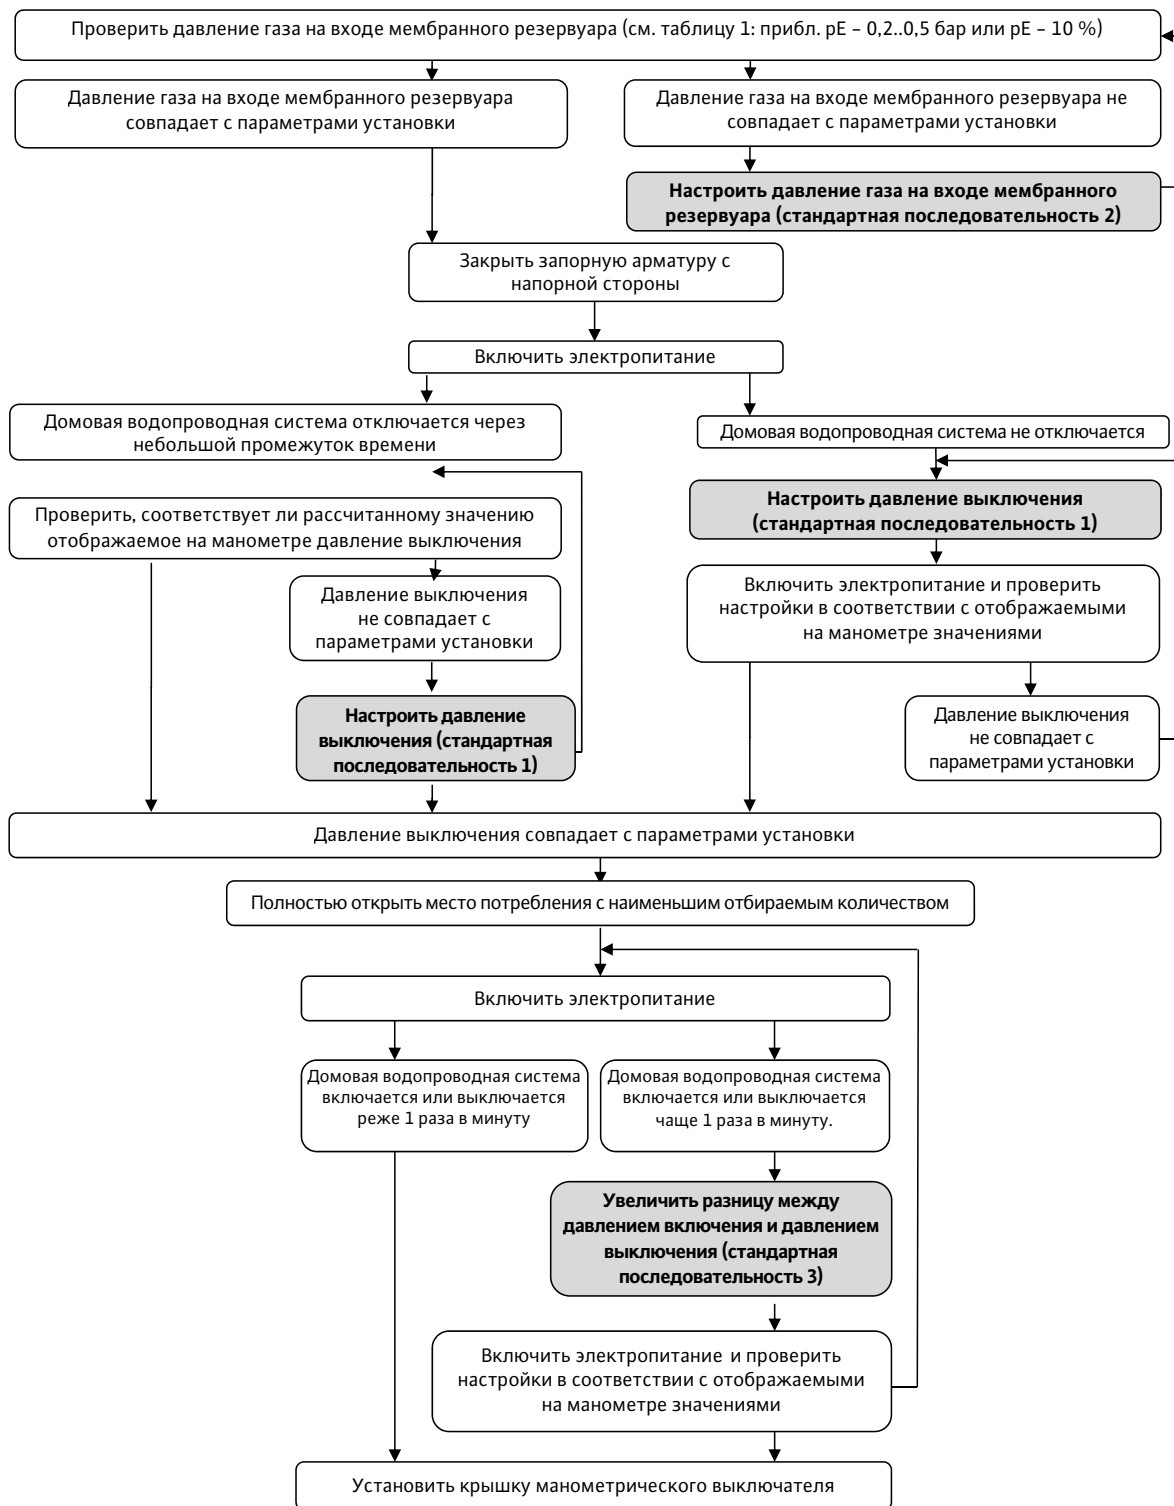 Проверить давление газа на входе мембранного резервуара (см. таблицу 1: прибл. pE – 0,2..0,5 бар или pE – 10 %)
Давление газа на входе мембранного резервуара
совпадает с параметрами установки
Давление газа на входе мембранного резервуара не
совпадает с параметрами установки
Настроить давление газа на входе мембранного
резервуара (стандартная последовательность 2)
Закрыть запорную арматуру с
напорной стороны
Включить электропитание
Домовая водопроводная система отключается через
небольшой промежуток времени
Домовая водопроводная система не отключается
Проверить, соответствует ли рассчитанному значению
отображаемое на манометре давление выключения
Настроить давление выключения
(стандартная последовательность 1)
Давление выключения
не совпадает с
параметрами установки
Включить электропитание и проверить
настройки в соответствии с отображаемыми
на манометре значениями
Настроить давление
выключения (стандартная
последовательность 1)
Давление выключения
не совпадает с
параметрами установки
Давление выключения совпадает с параметрами установки
Полностью открыть место потребления с наименьшим отбираемым количеством
Включить электропитание
Домовая водопроводная система
включается или выключается
реже 1 раза в минуту
Домовая водопроводная система
включается или выключается
чаще 1 раза в минуту.
Увеличить разницу между
давлением включения и давлением
выключения (стандартная
последовательность 3)
Включить электропитание и проверить
настройки в соответствии с отображаемыми
на манометре значениями
Установить крышку манометрического выключателя